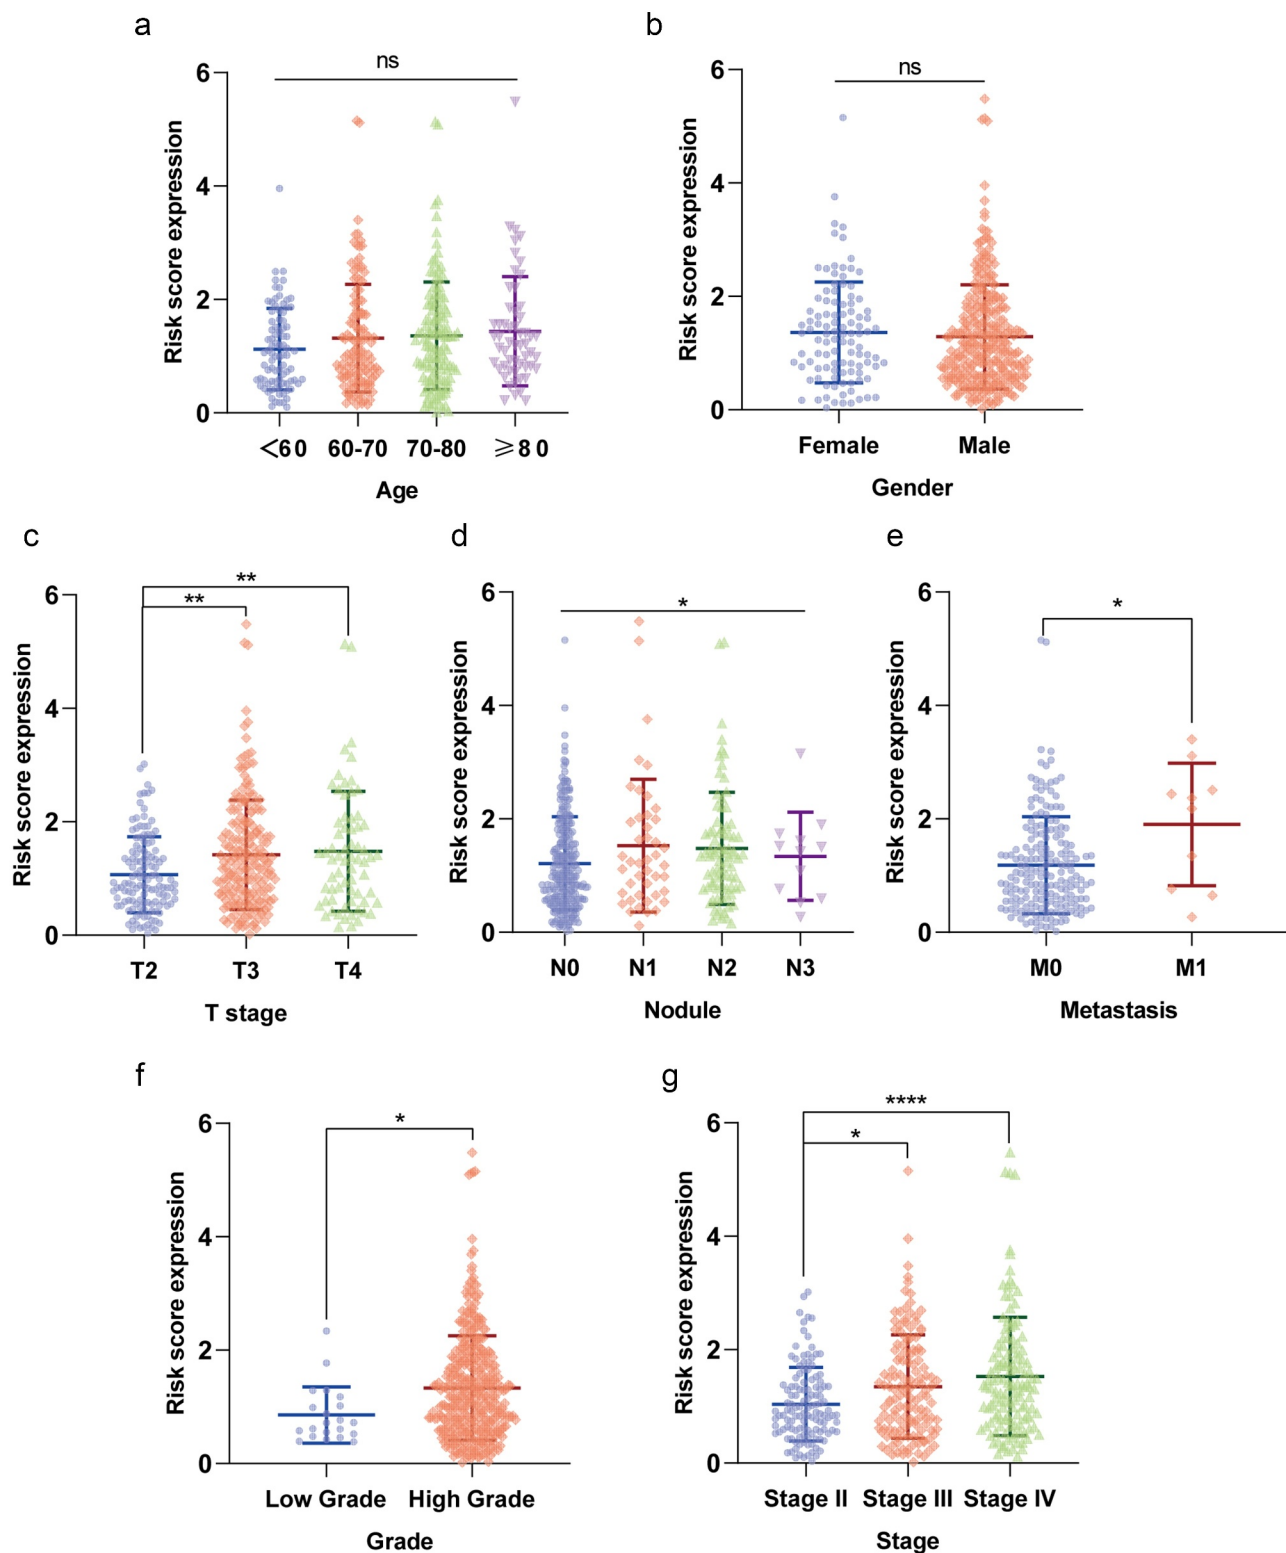 a
ns
Risk score expression
6
4
2
0
<60 60-70 70-80 ≥80
Age
b
ns
Risk score expression
6
4
2
0
Female Male
Gender
c
**
**
Risk score expression
6
4
2
0
T2 T3 T4
T stage
d
*
Risk score expression
6
4
2
0
N0 N1 N2 N3
Nodule
e
*
Risk score expression
6
4
2
0
M0 M1
Metastasis
f
*
Risk score expression
6
4
2
0
Low Grade High Grade
Grade
g
****
*
Risk score expression
6
4
2
0
Stage II Stage III Stage IV
Stage